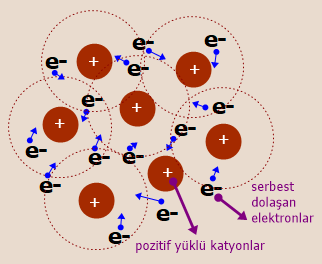 e-
e-
e-
e-
+
+
e-
e-
+
+
+
e-
e-
e-
e-
+
e-
e-
+
e-
e-
serbest
dolaşan
elektronlar
pozitif yüklü katyonlar